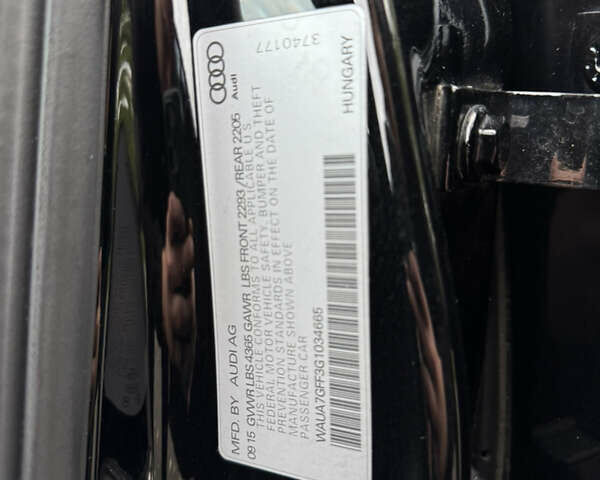 MFD. BY AUDI AG
Audi
3740177
0915 GVWR LBS 4365 GAWR LBS FRONT 2293 / REAR 2205
THIS VEHICLE CONFORMS TO ALL APPLICABLE U.S.
FEDERAL MOTOR VEHICLE SAFETY, BUMPER AND THEFT
PREVENTION STANDARDS IN EFFECT ON THE DATE OF
MANUFACTURE SHOWN ABOVE
PASSENGER CAR
WAUA7GFF3G1034665
HUNGARY